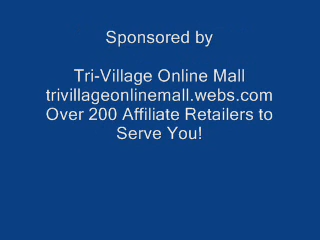 Sponsored by
Tri-Village Online Mall
trivillageonlinemall.webs.com
Over 200 Affiliate Retailers to
Serve You!